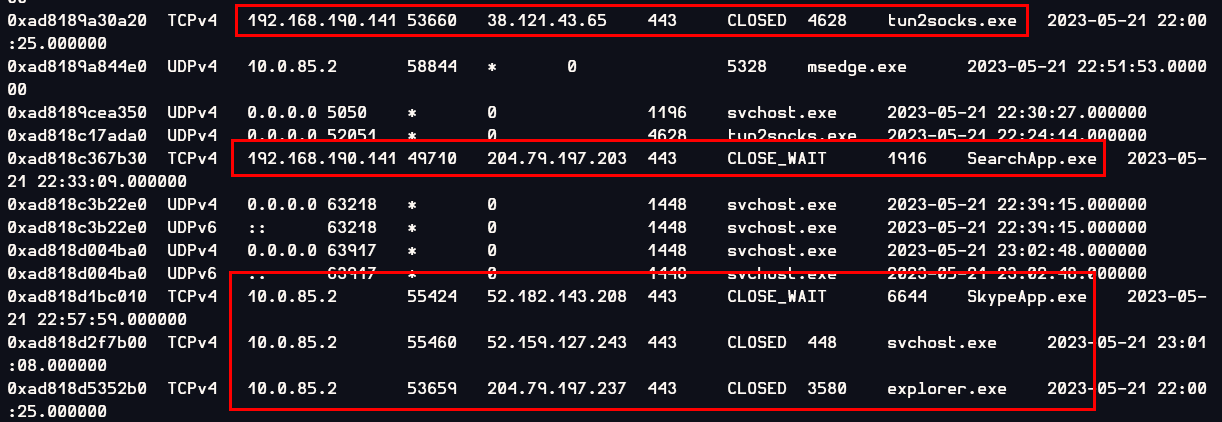 00
0xad8189a30a20 TCPv4 192.168.190.141 53660 38.121.43.65 443 CLOSED 4628 tun2socks.exe 2023-05-21 22:00
:25.000000
0xad8189a844e0 UDPv4 10.0.85.2 58844 * 0 5328 msedge.exe 2023-05-21 22:51:53.0000
00
0xad8189cea350 UDPv4 0.0.0.0 5050 * 0 1196 svchost.exe 2023-05-21 22:30:27.000000
0xad818c17ada0 UDPv4 0.0.0.0 52051 * 0 4628 tun2socks.exe 2023-05-21 22:24:14.000000
0xad818c367b30 TCPv4 192.168.190.141 49710 204.79.197.203 443 CLOSE_WAIT 1916 SearchApp.exe 2023-05-
21 22:33:09.000000
0xad818c3b22e0 UDPv4 0.0.0.0 63218 * 0 1448 svchost.exe 2023-05-21 22:39:15.000000
0xad818c3b22e0 UDPv6 :: 63218 * 0 1448 svchost.exe 2023-05-21 22:39:15.000000
0xad818d004ba0 UDPv4 0.0.0.0 63917 * 0 1448 svchost.exe 2023-05-21 23:02:48.000000
0xad818d004ba0 UDPv6 :: 63917 * 0 1448 svchost.exe 2023-05-21 23:02:48.000000
0xad818d1bc010 TCPv4 10.0.85.2 55424 52.182.143.208 443 CLOSE_WAIT 6644 SkypeApp.exe 2023-05-
21 22:57:59.000000
0xad818d2f7b00 TCPv4 10.0.85.2 55460 52.159.127.243 443 CLOSED 448 svchost.exe 2023-05-21 23:01
:08.000000
0xad818d5352b0 TCPv4 10.0.85.2 53659 204.79.197.237 443 CLOSED 3580 explorer.exe 2023-05-21 22:00
:25.000000